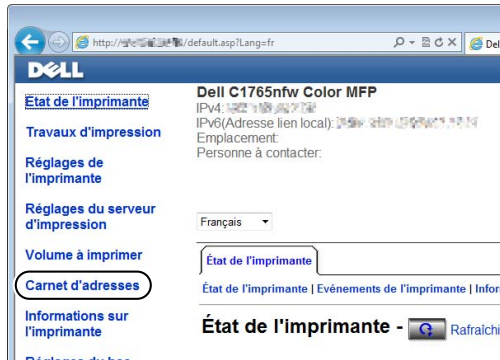 http:// /default.asp?Lang=fr
Del
DELL
Dell C1765nfw Color MFP
IPv4:
IPv6(Adresse lien local):
Emplacement:
Personne à contacter:
État de l'imprimante
Travaux d'impression
Réglages de
l'imprimante
Réglages du serveur
d'impression
Volume à imprimer
Carnet d'adresses
Informations sur
l'imprimante
Français
État de l'imprimante
État de l'imprimante | Evénements de l'imprimante | Infor
État de l'imprimante -
Rafraîchi